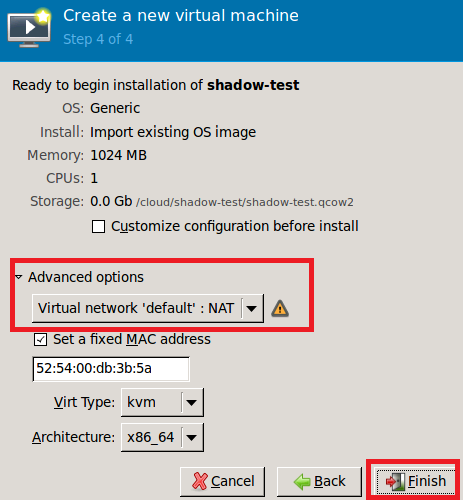 Create a new virtual machine
Step 4 of 4
Ready to begin installation of shadow-test
OS: Generic
Install: Import existing OS image
Memory: 1024 MB
CPUs: 1
Storage: 0.0 Gb /cloud/shadow-test/shadow-test.qcow2
Customize configuration before install
Advanced options
Virtual network 'default' : NAT
Set a fixed MAC address
52:54:00:db:3b:5a
Virt Type: kvm
Architecture: x86_64
Cancel Back Finish